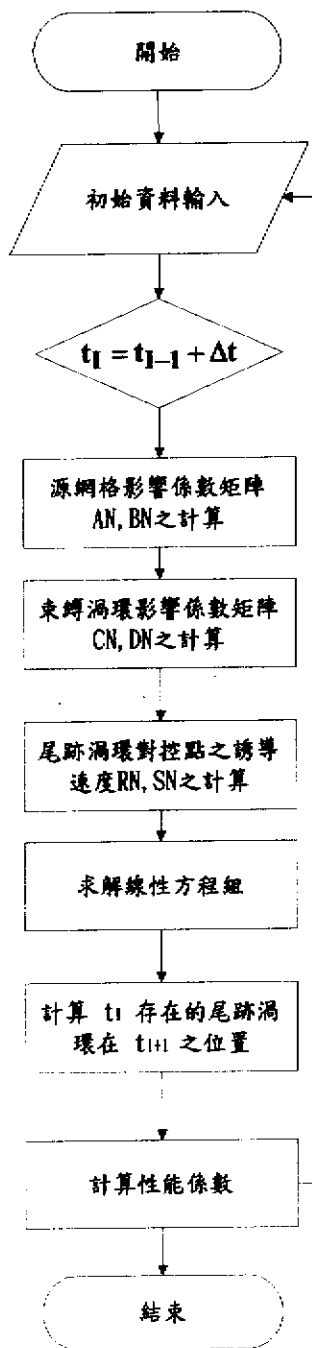 開始
初始資料輸入
t_I = t_{I-1} + Δt
源網格影響係數矩陣
AN, BN之計算
束縛渦環影響係數矩陣
CN, DN之計算
尾跡渦環對控點之誘導
速度RN, SN之計算
求解線性方程組
計算 t_I 存在的尾跡渦
環在 t_{I+1} 之位置
計算性能係數
結束